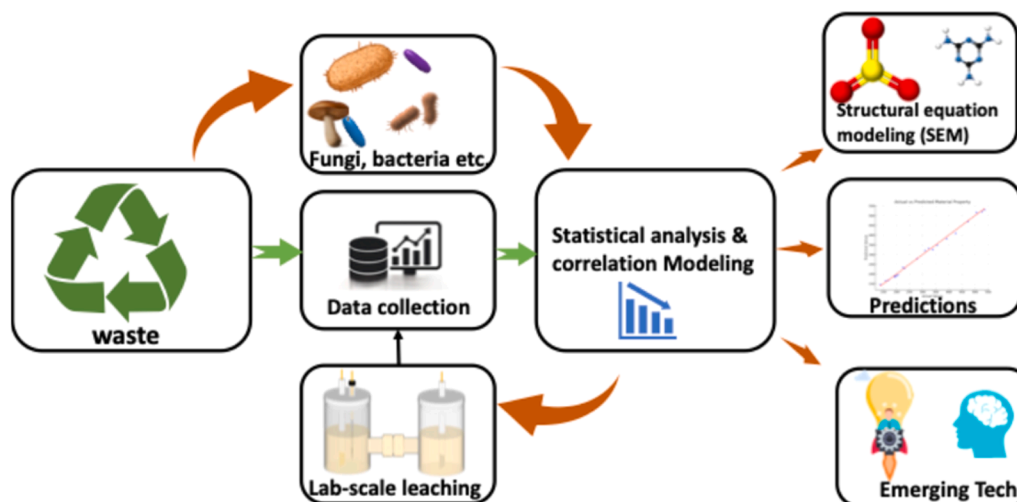 Fungi, bacteria etc.
Structural equation
modeling (SEM)
waste
Data collection
Statistical analysis &
correlation Modeling
Predictions
Lab-scale leaching
Emerging Tech